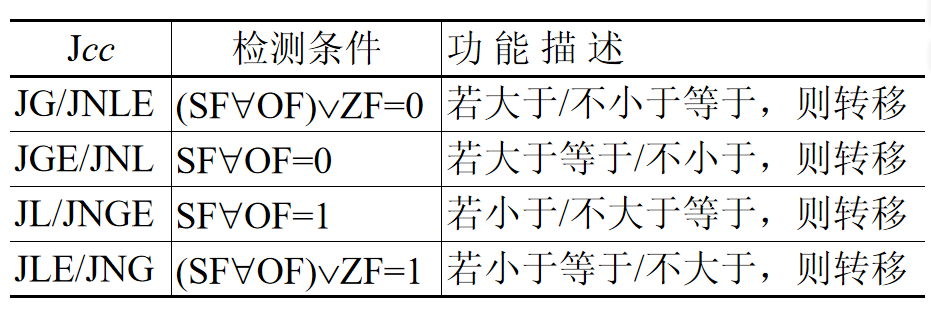 Jcc 检测条件 功 能 描 述
JG/JNLE (SF∀OF)∨ZF=0 若大于/不小于等于，则转移
JGE/JNL SF∀OF=0 若大于等于/不小于，则转移
JL/JNGE SF∀OF=1 若小于/不大于等于，则转移
JLE/JNG (SF∀OF)∨ZF=1 若小于等于/不大于，则转移